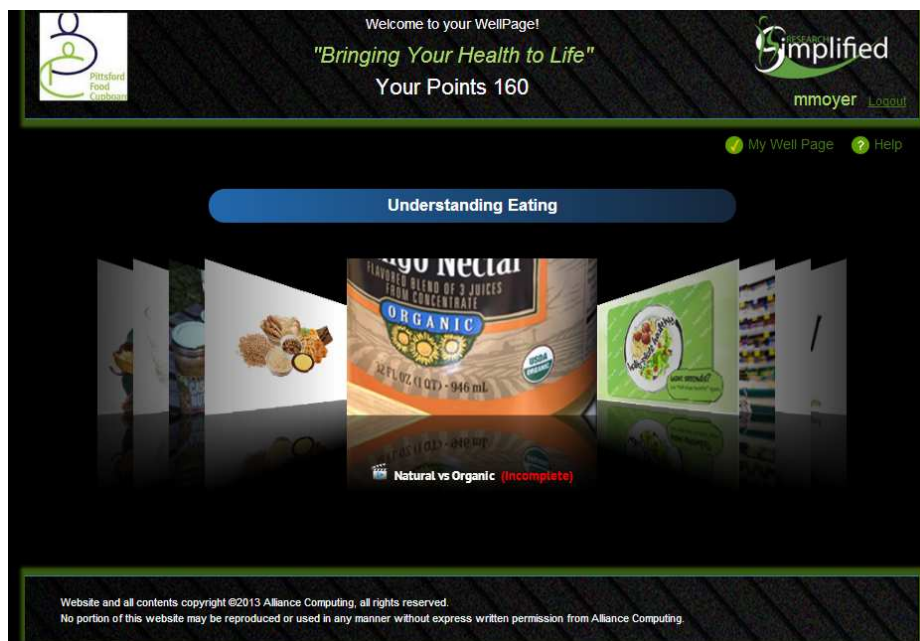 Welcome to your WellPage!
"Bringing Your Health to Life"
Your Points 160
Pittsford
Food
Cupboard
RESEARCH
Simplified
mmoyer Logout
My Well Page
? Help
Understanding Eating
Nectar
FLAVORED BLEND OF 3 JUICES
FROM CONCENTRATE
ORGANIC
USDA
ORGANIC
32 FL OZ (1 QT) - 946 mL
Natural vs Organic (Incomplete)
Website and all contents copyright ©2013 Alliance Computing, all rights reserved.
No portion of this website may be reproduced or used in any manner without express written permission from Alliance Computing.